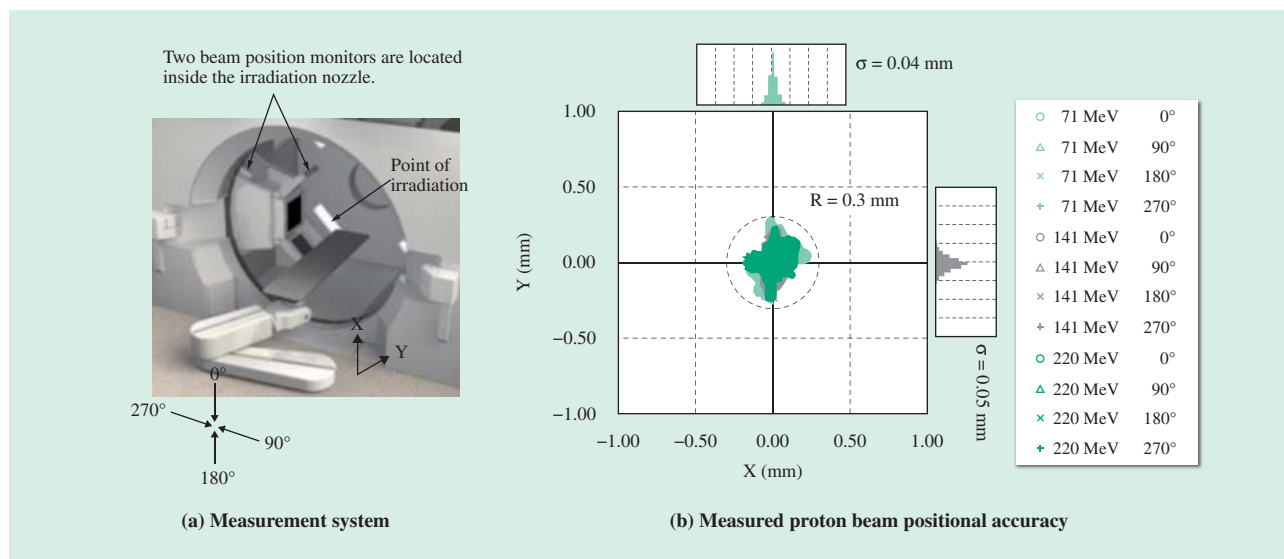 Two beam position monitors are located
inside the irradiation nozzle.
Point of
irradiation
X
Y
0°
270°
90°
180°
(a) Measurement system
σ = 0.04 mm
1.00
0.50
0.00
−0.50
−1.00
Y (mm)
R = 0.3 mm
−1.00 −0.50 0.00 0.50 1.00
X (mm)
σ = 0.05 mm
71 MeV 0°
71 MeV 90°
71 MeV 180°
71 MeV 270°
141 MeV 0°
141 MeV 90°
141 MeV 180°
141 MeV 270°
220 MeV 0°
220 MeV 90°
220 MeV 180°
220 MeV 270°
(b) Measured proton beam positional accuracy